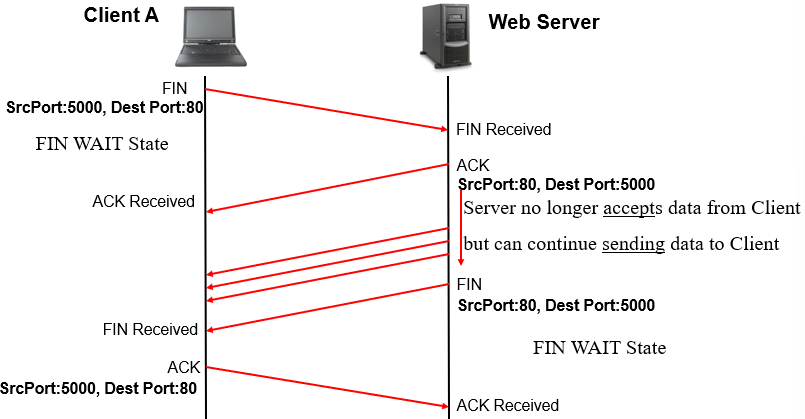 Client A
Web Server
FIN
SrcPort:5000, Dest Port:80
FIN Received
FIN WAIT State
ACK
SrcPort:80, Dest Port:5000
ACK Received
Server no longer accepts data from Client
but can continue sending data to Client
FIN
SrcPort:80, Dest Port:5000
FIN Received
FIN WAIT State
ACK
SrcPort:5000, Dest Port:80
ACK Received